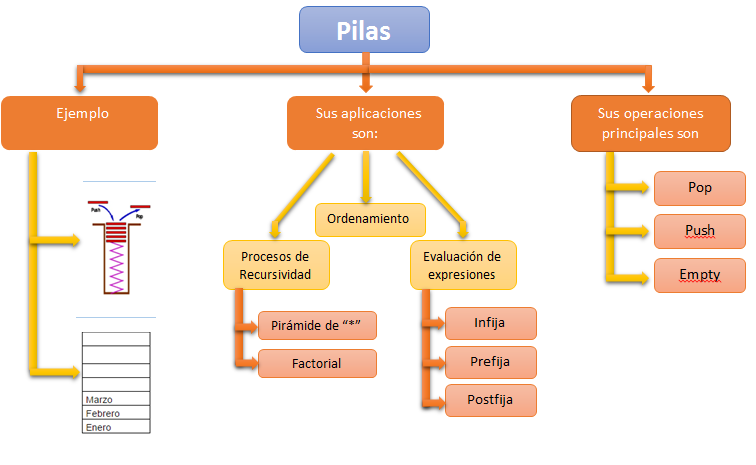 Pilas
Ejemplo
Sus aplicaciones
son:
Sus operaciones
principales son
Push
Pop
Marzo
Febrero
Enero
Ordenamiento
Procesos de
Recursividad
Pirámide de “*”
Factorial
Evaluación de
expresiones
Infija
Prefija
Postfija
Pop
Push
Empty